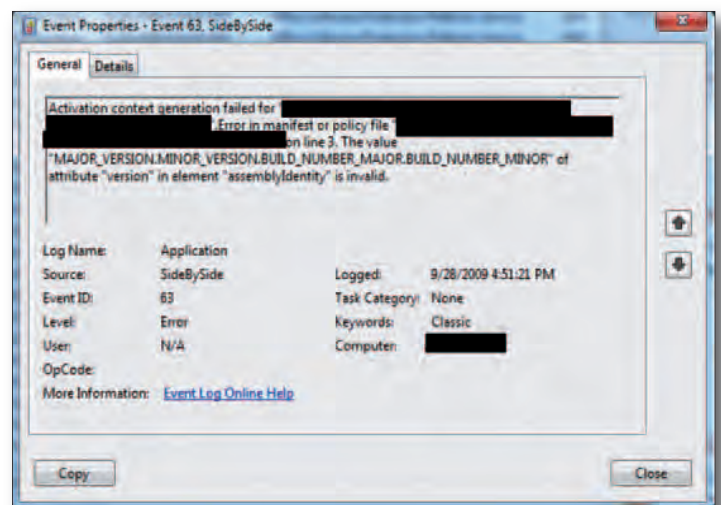 Event Properties - Event 63, SideBySide
General Details
Activation context generation failed for "
".Error in manifest or policy file "
on line 3. The value
"MAJOR_VERSION.MINOR_VERSION.BUILD_NUMBER_MAJOR.BUILD_NUMBER_MINOR" of
attribute "version" in element "assemblyIdentity" is invalid.
Log Name: Application
Source: SideBySide Logged: 9/28/2009 4:51:21 PM
Event ID: 63 Task Category: None
Level: Error Keywords: Classic
User: N/A Computer:
OpCode:
More Information: Event Log Online Help
Copy Close